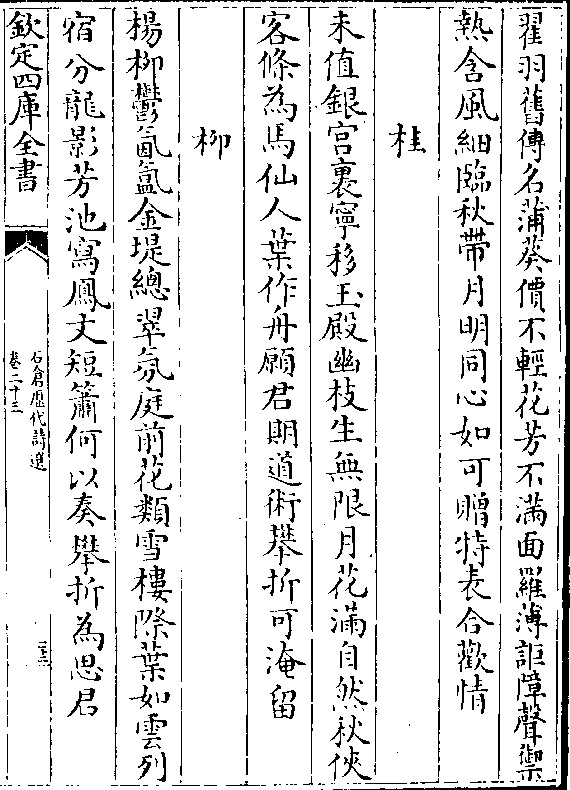 翟羽舊傳名蒲葵價不輕花芳不滿面羅薄詎障聲禦
熱含風細臨秋帶月明同心如可贈特表合歡情
桂
未值銀宫裏寧移玉殿幽枝生無限月花滿自然秋俠
客條為馬仙人葉作舟願君期道術攀折可淹留
柳
楊柳鬱氤氲金堤總翠氛庭前花類雪樓際葉如雲列
宿分龍影芳池寫鳳文短簫何以奏攀折為思君
欽定四庫全書
石倉歷代詩選
卷二十三